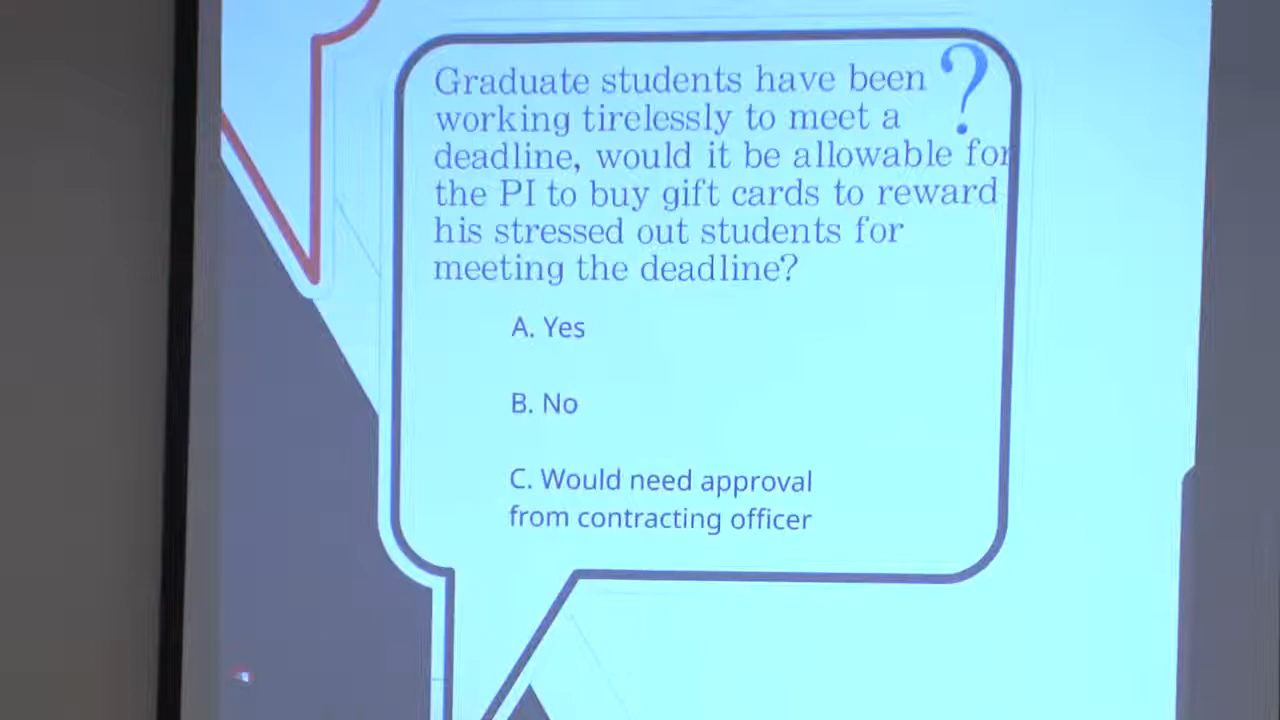 Graduate students have been ?
working tirelessly to meet a
deadline, would it be allowable for
the PI to buy gift cards to reward
his stressed out students for
meeting the deadline?
A. Yes
B. No
C. Would need approval
from contracting officer